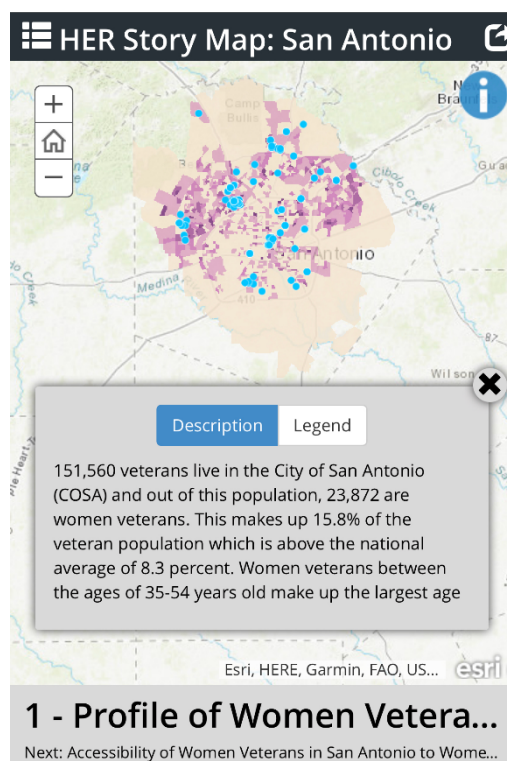 HER Story Map: San Antonio
Camp
Bullis
Braunfels
Cibolo Creek
San Antonio
Medina
A10
87
Wilson
Description Legend
151,560 veterans live in the City of San Antonio
(COSA) and out of this population, 23,872 are
women veterans. This makes up 15.8% of the
veteran population which is above the national
average of 8.3 percent. Women veterans between
the ages of 35-54 years old make up the largest age
Esri, HERE, Garmin, FAO, US...
esri
1 - Profile of Women Vetera...
Next: Accessibility of Women Veterans in San Antonio to Wome...